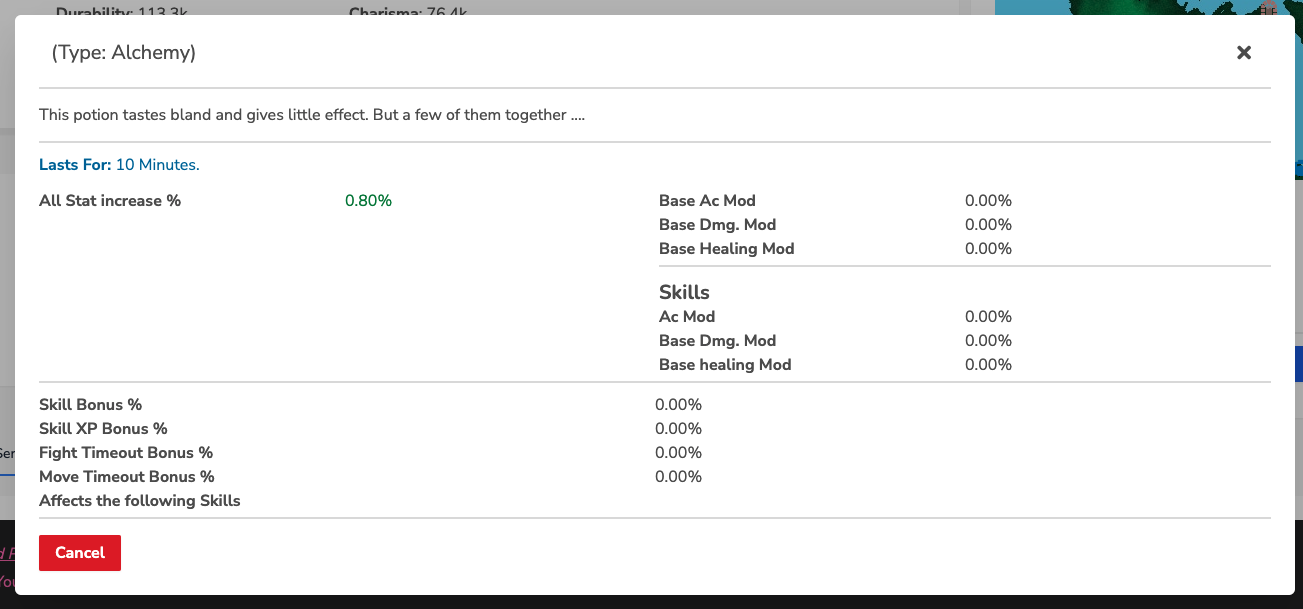 Durability: 113.3k Charisma: 76.4k
(Type: Alchemy)
This potion tastes bland and gives little effect. But a few of them together ....
Lasts For: 10 Minutes.
All Stat increase % 0.80%
Base Ac Mod 0.00%
Base Dmg. Mod 0.00%
Base Healing Mod 0.00%
Skills
Ac Mod 0.00%
Base Dmg. Mod 0.00%
Base healing Mod 0.00%
Skill Bonus % 0.00%
Skill XP Bonus % 0.00%
Fight Timeout Bonus % 0.00%
Move Timeout Bonus % 0.00%
Affects the following Skills
Cancel